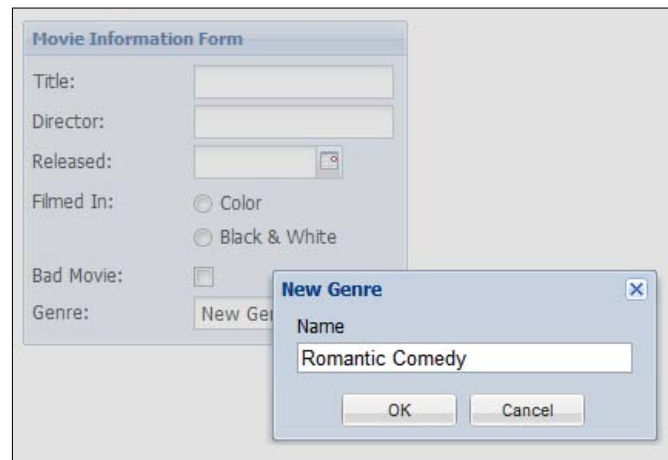 Movie Information Form
Title:
Director:
Released:
Filmed In:
Color
Black & White
Bad Movie:
Genre:
New Ge
New Genre
Name
Romantic Comedy
OK
Cancel